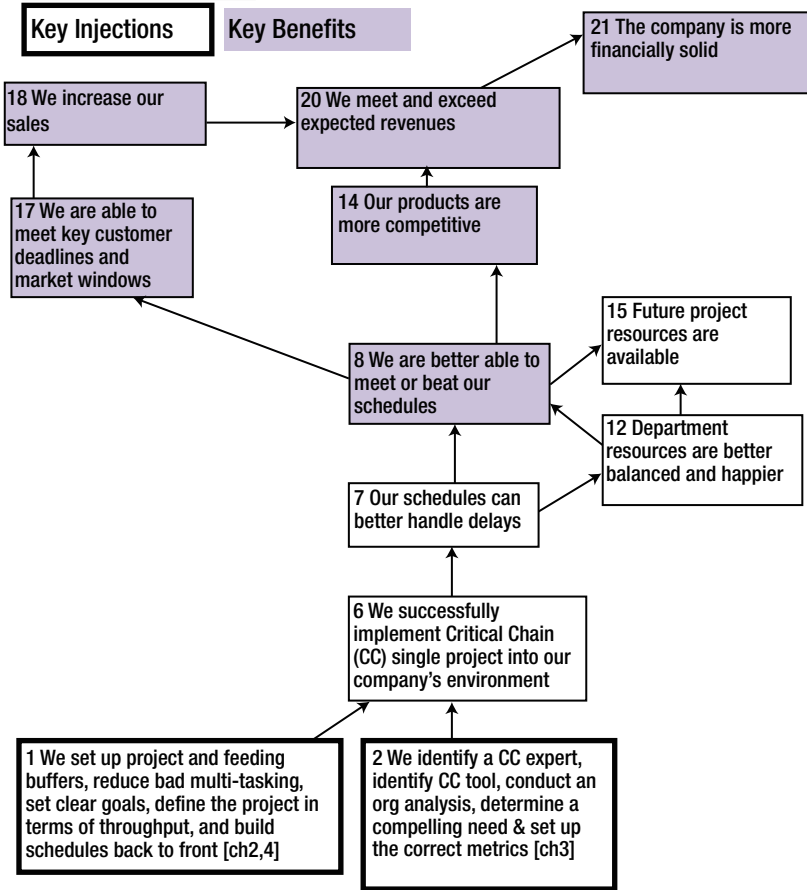 Key Injections
Key Benefits
21 The company is more
financially solid
18 We increase our
sales
20 We meet and exceed
expected revenues
17 We are able to
meet key customer
deadlines and
market windows
14 Our products are
more competitive
15 Future project
resources are
available
8 We are better able to
meet or beat our
schedules
12 Department
resources are better
balanced and happier
7 Our schedules can
better handle delays
6 We successfully
implement Critical Chain
(CC) single project into our
company’s environment
1 We set up project and feeding
buffers, reduce bad multi-tasking,
set clear goals, define the project in
terms of throughput, and build
schedules back to front [ch2,4]
2 We identify a CC expert,
identify CC tool, conduct an
org analysis, determine a
compelling need & set up
the correct metrics [ch3]